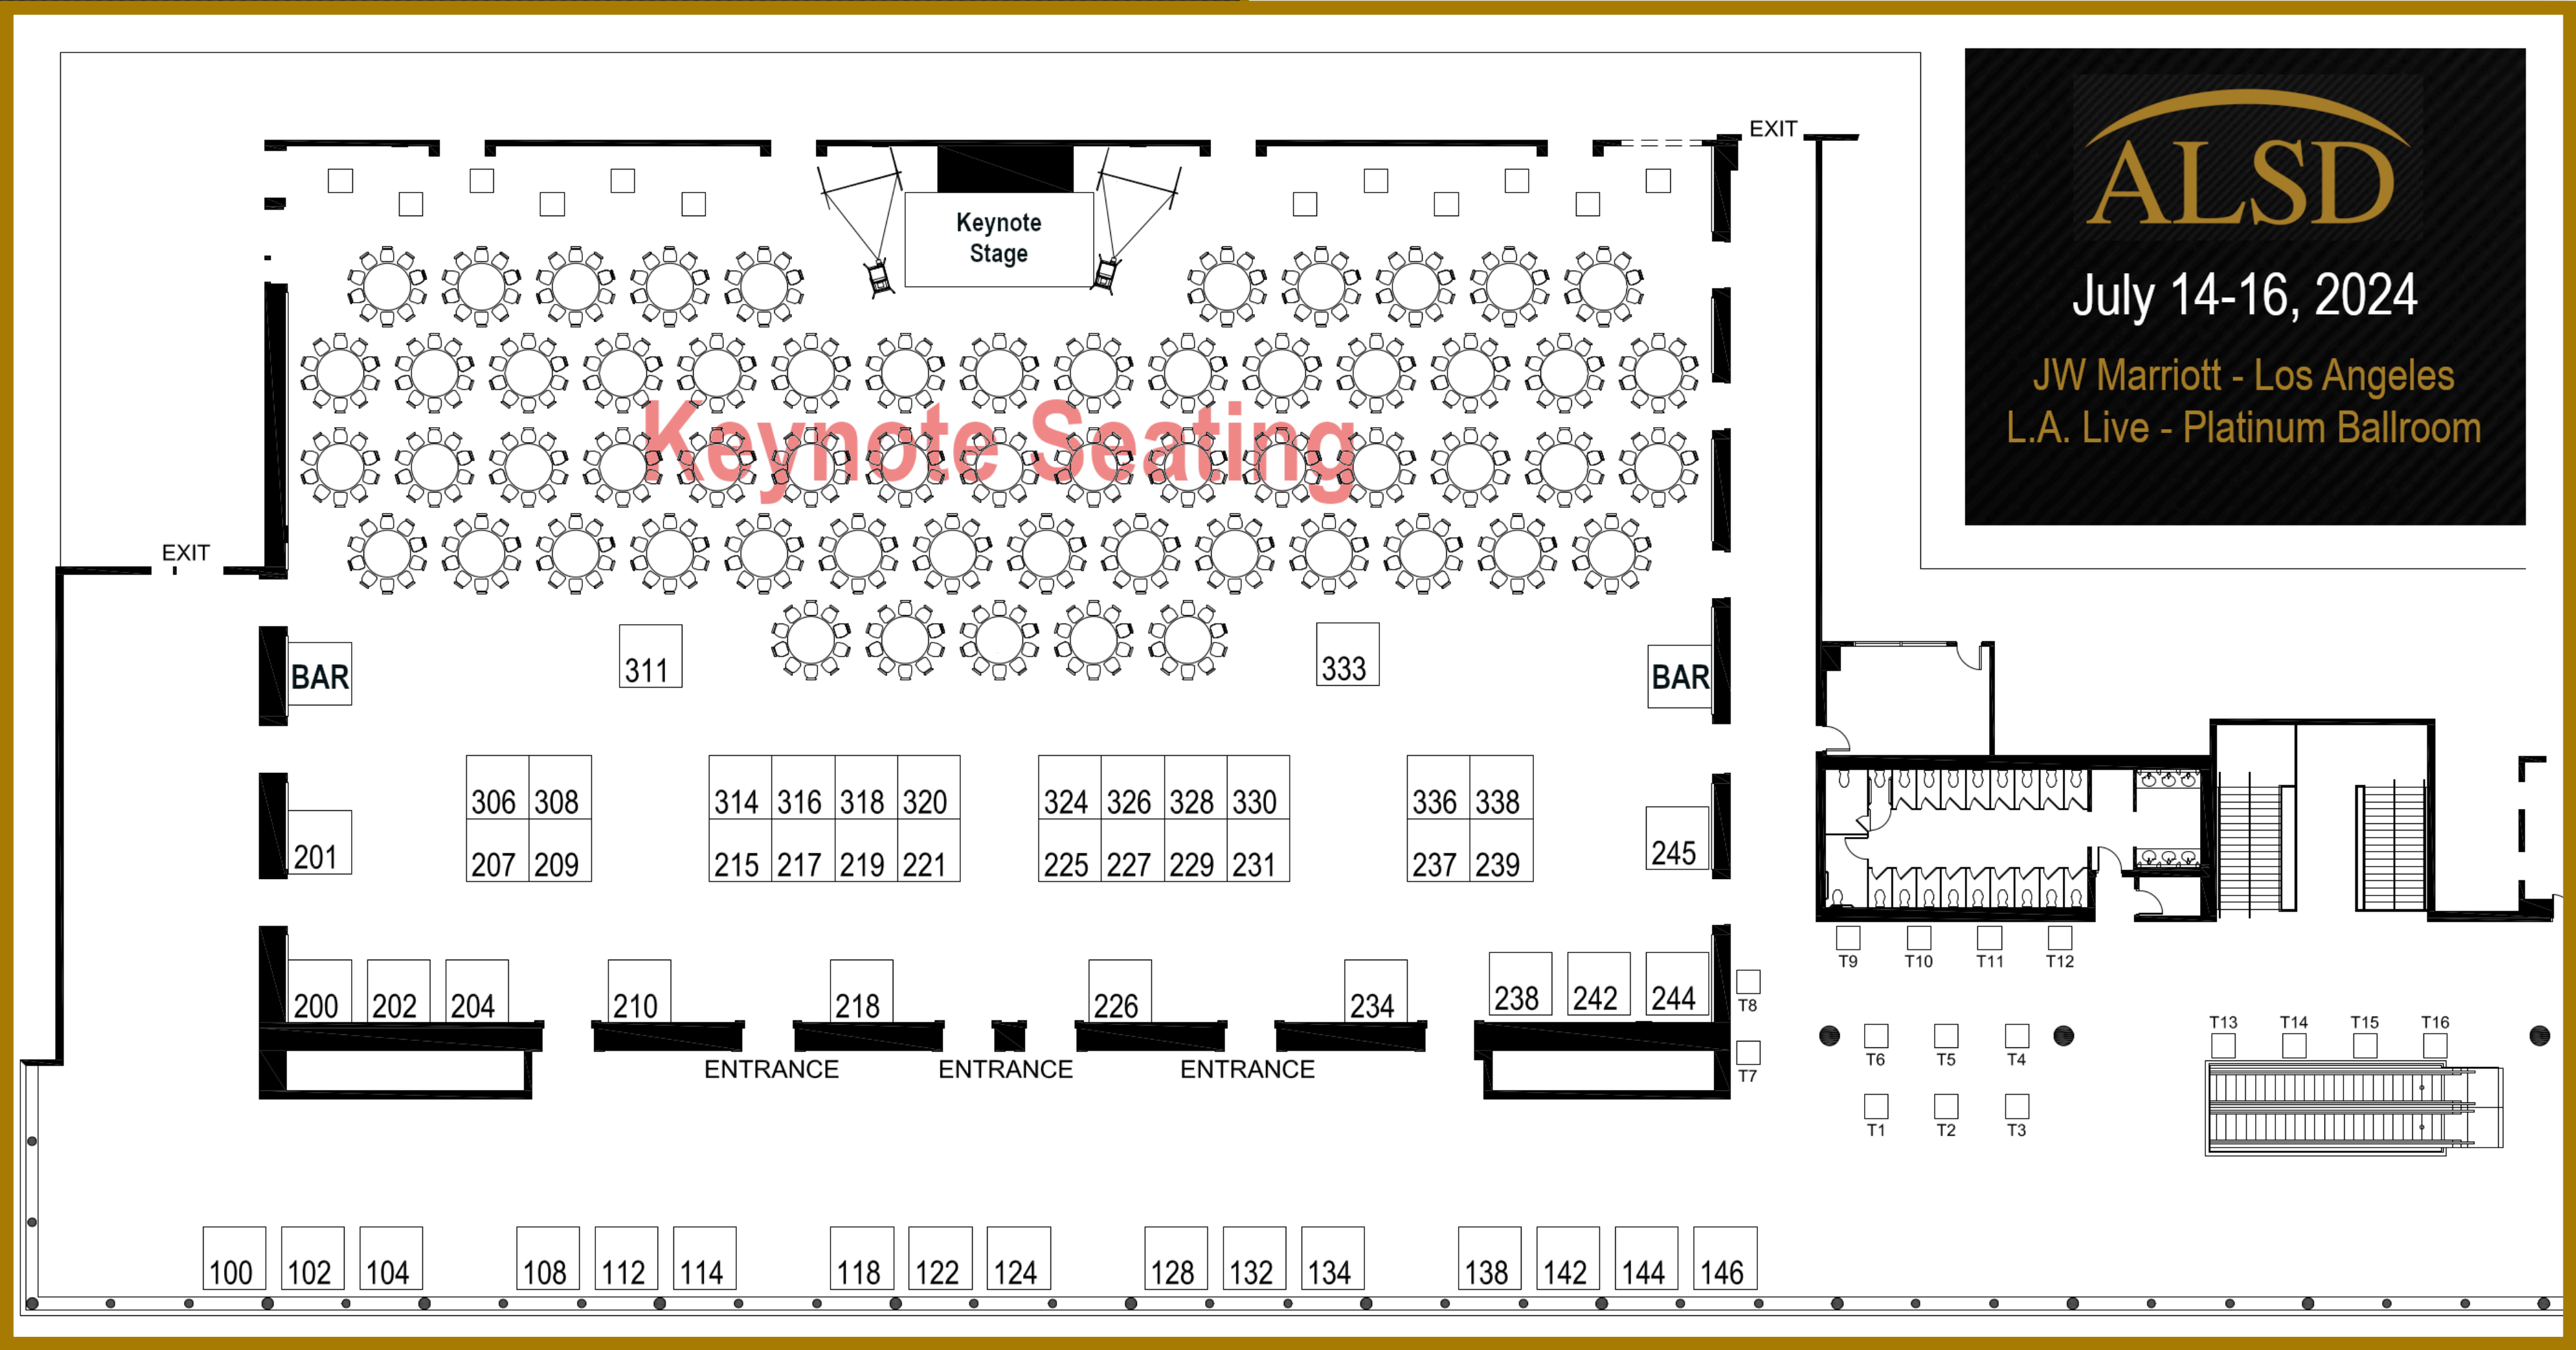 EXIT
ALSD
July 14-16, 2024
JW Marriott - Los Angeles
L.A. Live - Platinum Ballroom
Keynote
Stage
Keynote Seating
EXIT
BAR
311
333
BAR
306 308
314 316 318 320
324 326 328 330
336 338
201
207 209
215 217 219 221
225 227 229 231
237 239
245
200 202 204
210
218
226
234
238 242 244
ENTRANCE
ENTRANCE
ENTRANCE
T9 T10 T11 T12
T8
T7
T6 T5 T4
T1 T2 T3
T13 T14 T15 T16
100 102 104
108 112 114
118 122 124
128 132 134
138 142 144 146